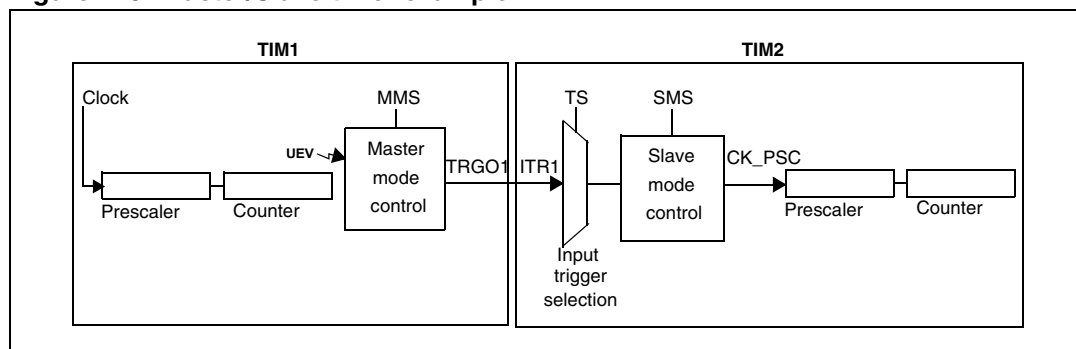 TIM1
TIM2
Clock
MMS
TS
SMS
UEV
Master
mode
control
TRGO1
ITR1
Slave
mode
control
CK_PSC
Prescaler
Counter
Prescaler
Counter
Input
trigger
selection